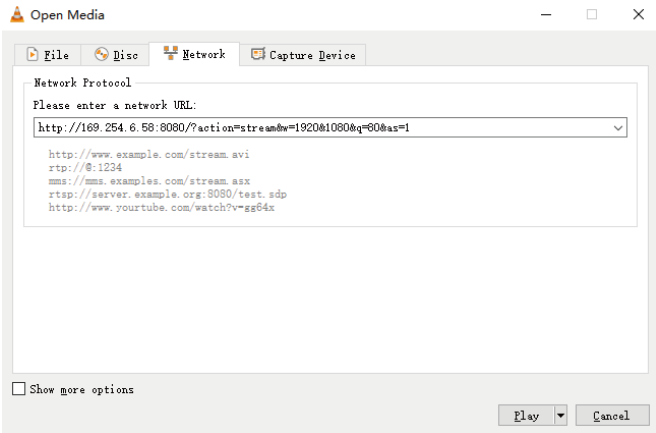 Open Media
File Disc Network Capture Device
Network Protocol
Please enter a network URL:
http://169.254.6.58:8080/?action=stream&w=1920&1080&q=80&as=1
http://www.example.com/stream.avi
rtp://@:1234
mms://mms.examples.com/stream.asx
rtsp://server.example.org:8080/test.sdp
http://www.yourtube.com/watch?v=gg64x
Show more options
Play Cancel